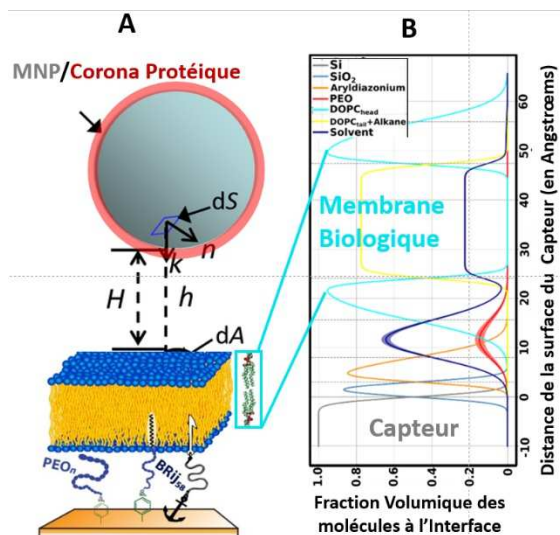 A
MNP/Corona Protéique
dS
n
k
H
h
dA
PEOn
BRij58
B
Si
SiO2
Aryldiazonium
PEO
DOPChead
DOPCtail+Alkane
Solvent
Membrane
Biologique
Capteur
60
50
40
30
20
10
0
-10
1.0
0.8
0.6
0.4
0.2
0
Distance de la surface du Capteur (en Angstrœms)
Fraction Volumique des
molécules à l'Interface